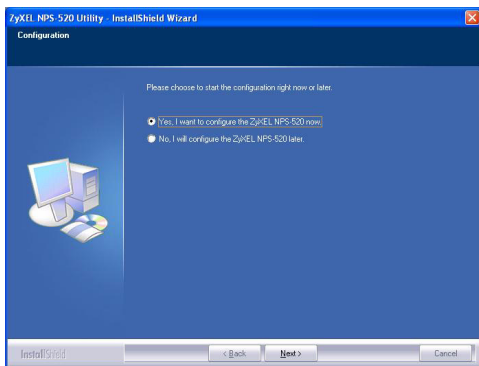 ZyXEL NPS-520 Utility - InstallShield Wizard
Configuration
Please choose to start the configuration right now or later.
Yes, I want to configure the ZyXEL NPS-520 now.
No, I will configure the ZyXEL NPS-520 later.
InstallShield
< Back
Next >
Cancel